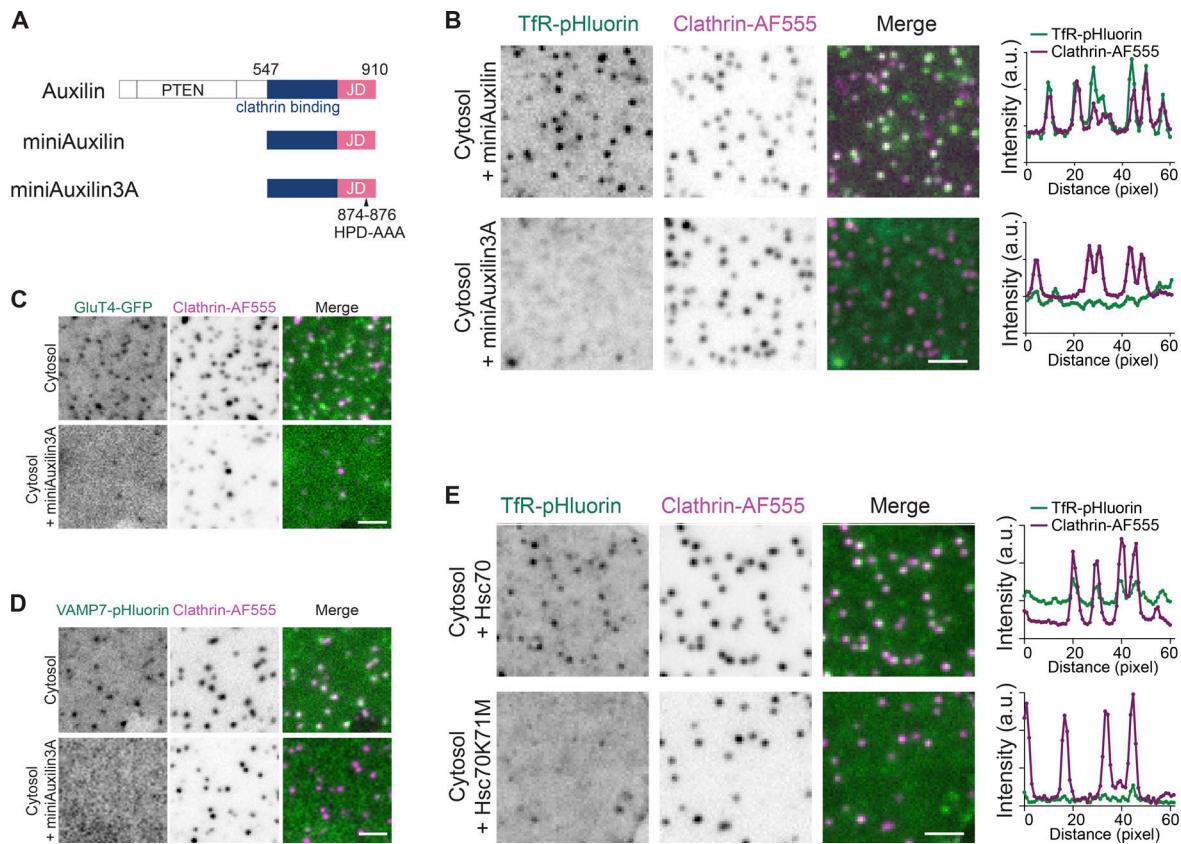 A
547
910
Auxilin
PTEN
JD
clathrin binding
miniAuxilin
JD
miniAuxilin3A
JD
874-876
HPD-AAA
B
TfR-pHluorin
Clathrin-AF555
Merge
Cytosol
+ miniAuxilin
Cytosol
+ miniAuxilin3A
TfR-pHluorin
Clathrin-AF555
Intensity (a.u.)
0 20 40 60
Distance (pixel)
Intensity (a.u.)
0 20 40 60
Distance (pixel)
C
GluT4-GFP
Clathrin-AF555
Merge
Cytosol
Cytosol
+ miniAuxilin3A
D
VAMP7-pHluorin
Clathrin-AF555
Merge
Cytosol
Cytosol
+ miniAuxilin3A
E
TfR-pHluorin
Clathrin-AF555
Merge
Cytosol
+ Hsc70
Cytosol
+ Hsc70K71M
TfR-pHluorin
Clathrin-AF555
Intensity (a.u.)
0 20 40 60
Distance (pixel)
Intensity (a.u.)
0 20 40 60
Distance (pixel)